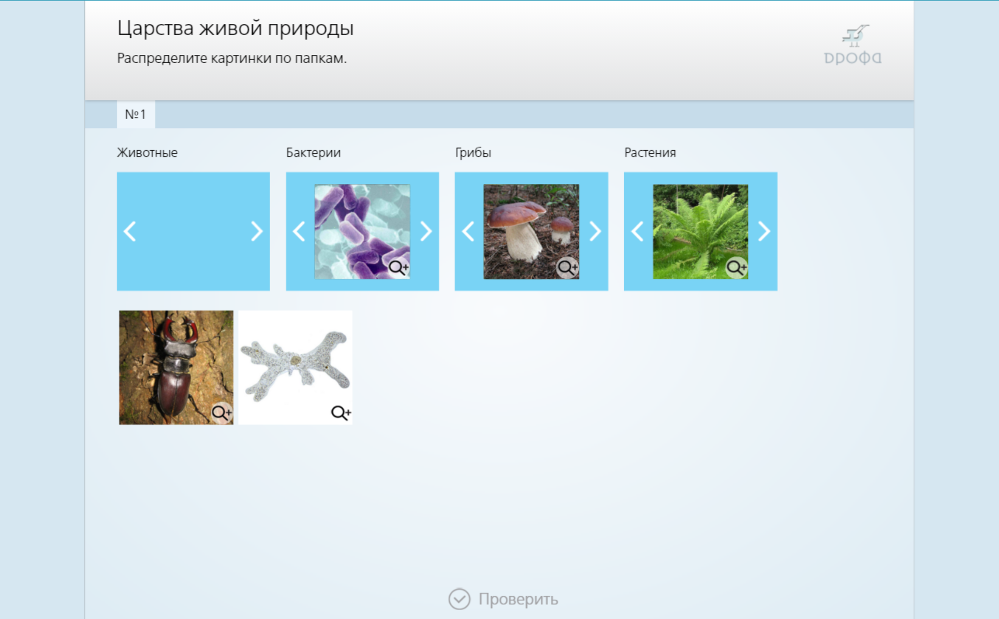 Царства живой природы
Распределите картинки по папкам.
дрофа
№1
Животные
Бактерии
Грибы
Растения
Проверить